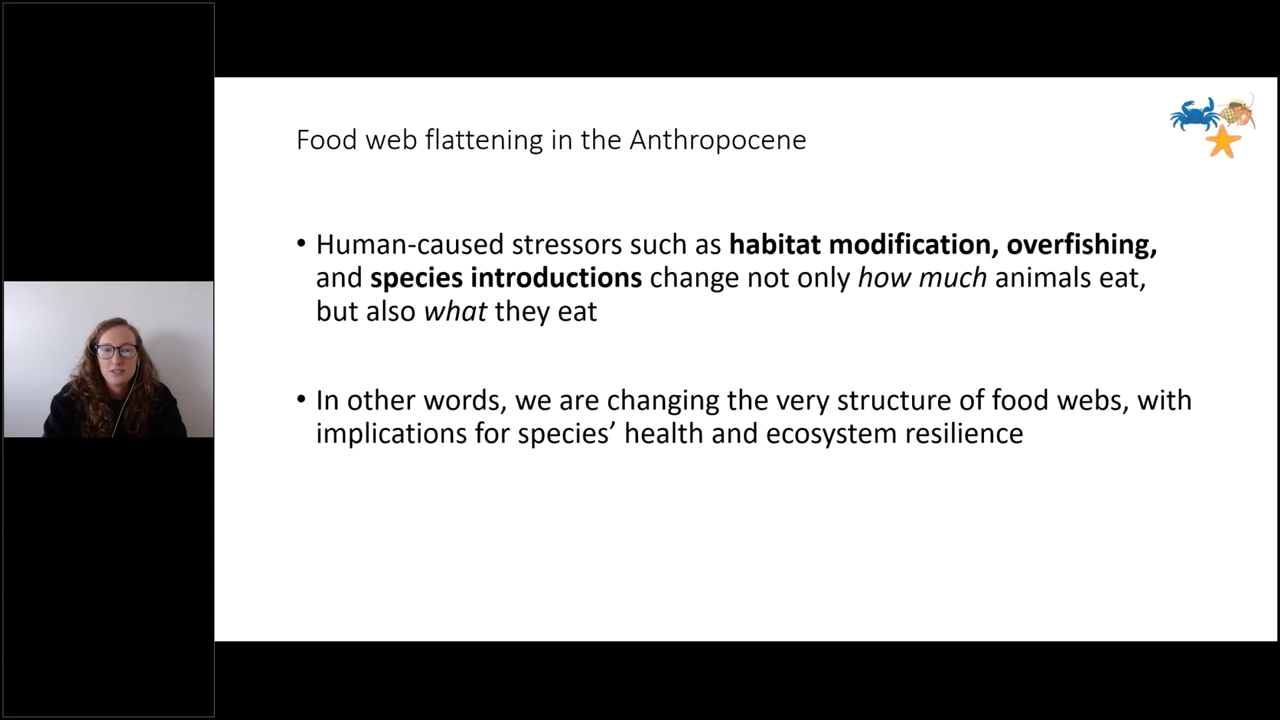 Food web flattening in the Anthropocene
• Human-caused stressors such as habitat modification, overfishing,
and species introductions change not only how much animals eat,
but also what they eat
• In other words, we are changing the very structure of food webs, with
implications for species’ health and ecosystem resilience